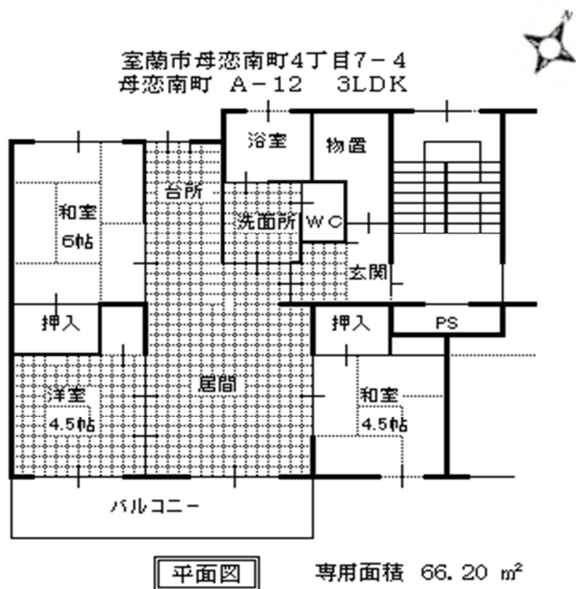 N
室蘭市母恋南町4丁目7-4
母恋南町 A-12 3LDK
浴室
物置
台所
和室
6帖
洗面所
WC
玄関
押入
押入
PS
居間
洋室
4.5帖
和室
4.5帖
バルコニー
平面図
専用面積 66.20 m²